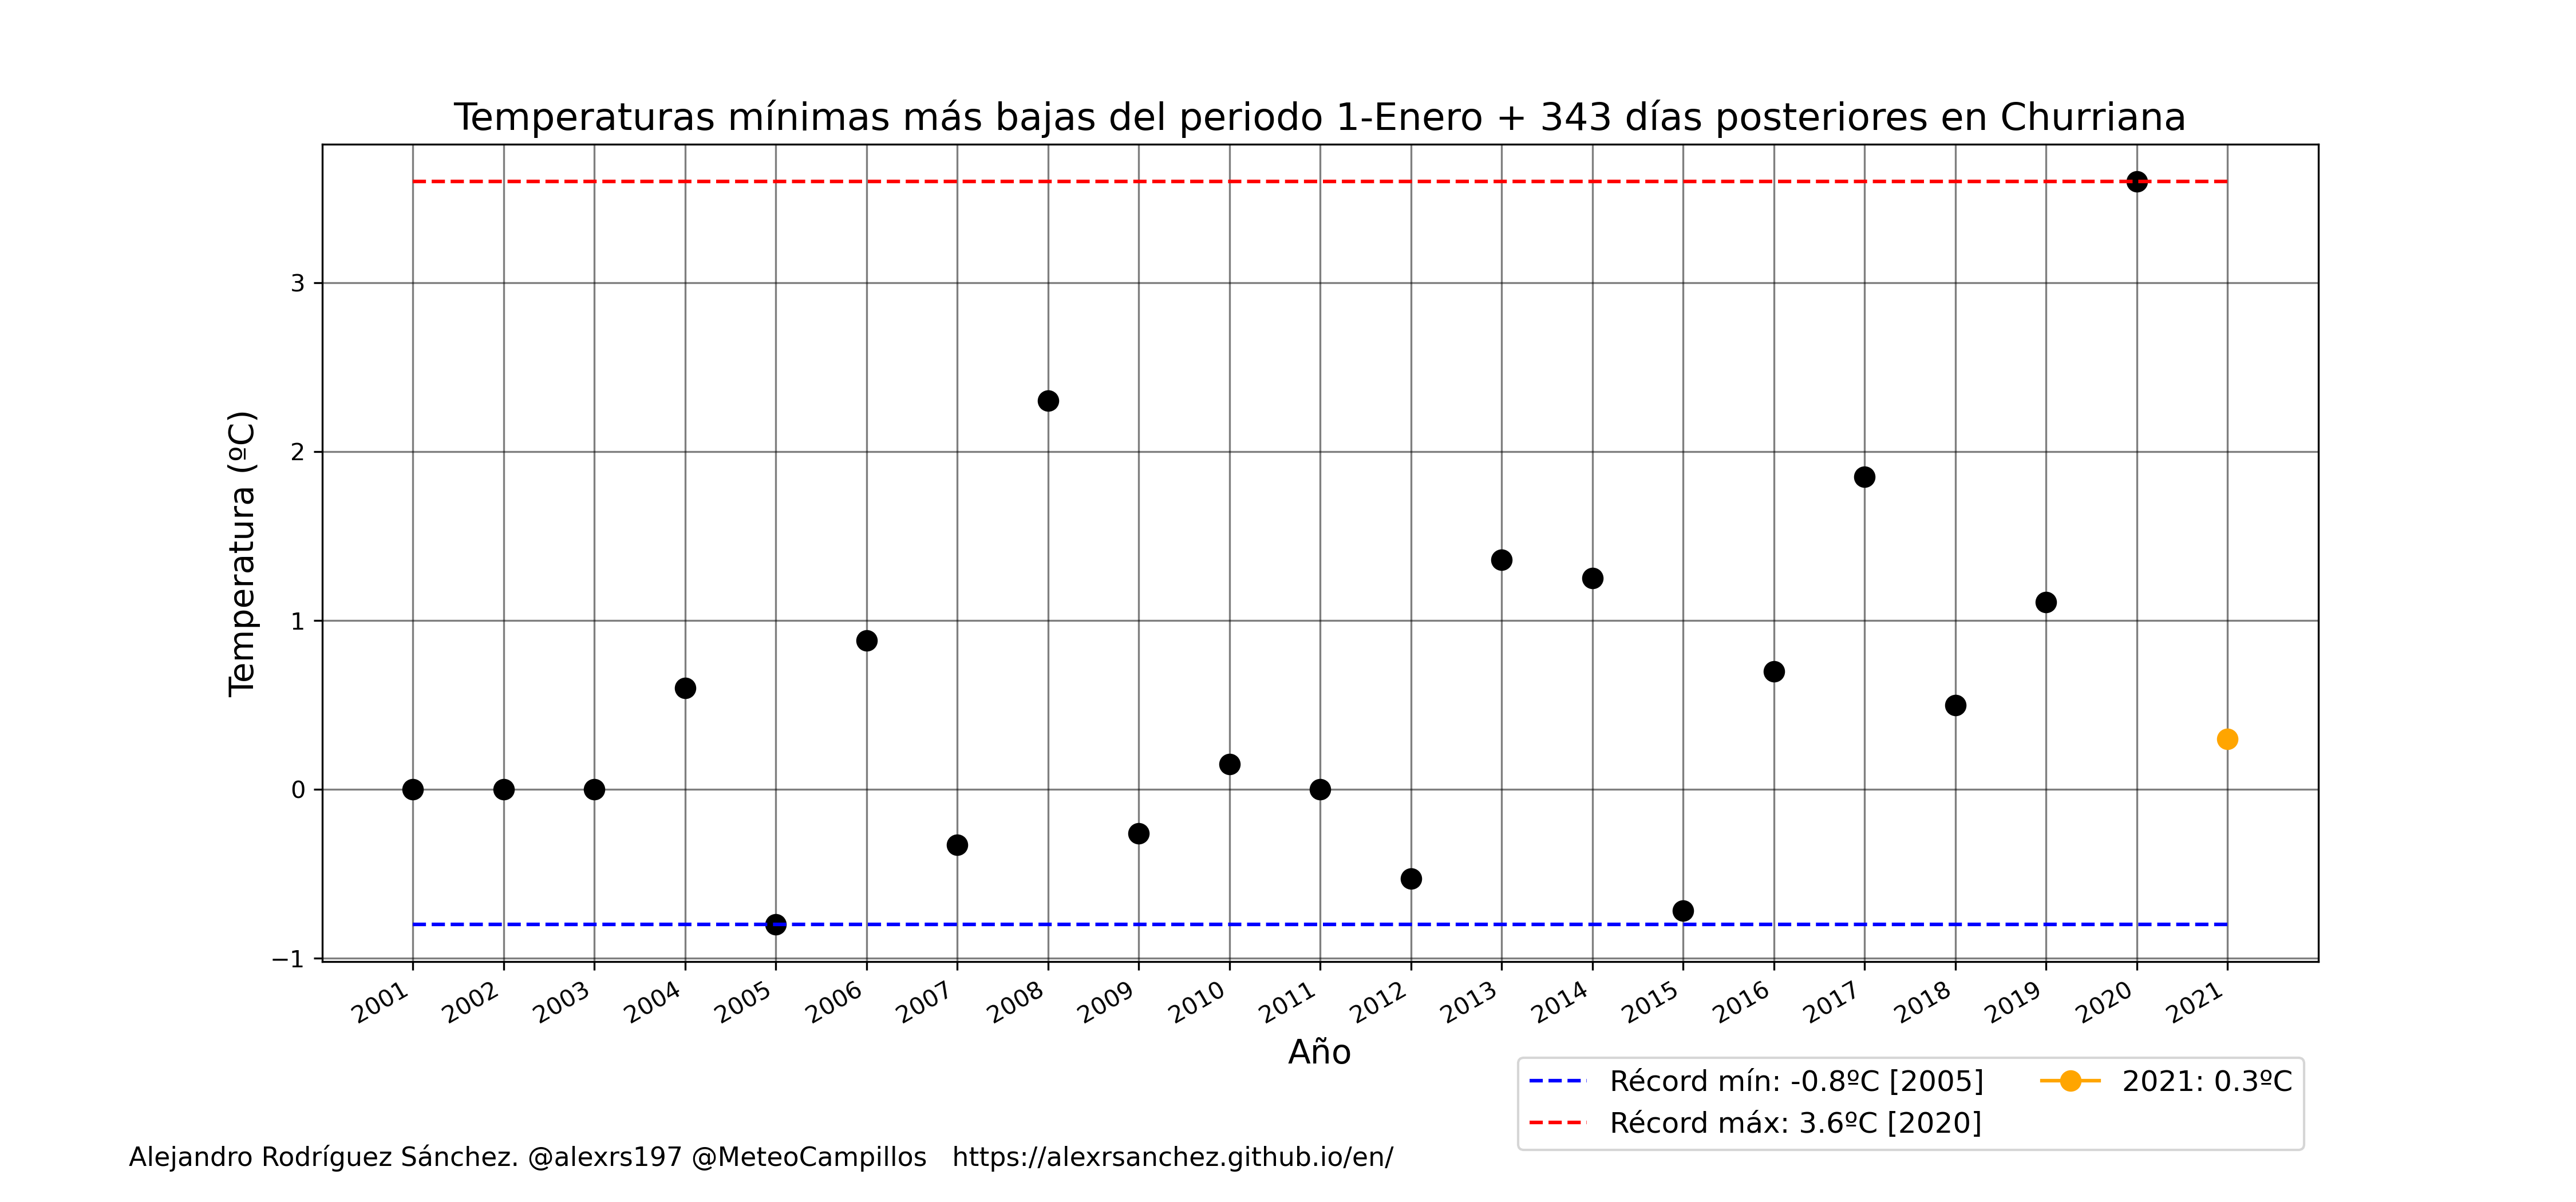 Temperaturas mínimas más bajas del periodo 1-Enero + 343 días posteriores en Churriana
Temperatura (ºC)
3
2
1
0
−1
2001 2002 2003 2004 2005 2006 2007 2008 2009 2010 2011 2012 2013 2014 2015 2016 2017 2018 2019 2020 2021
Año
Récord mín: -0.8ºC [2005]
Récord máx: 3.6ºC [2020]
2021: 0.3ºC
Alejandro Rodríguez Sánchez. @alexrs197 @MeteoCampillos https://alexrsanchez.github.io/en/